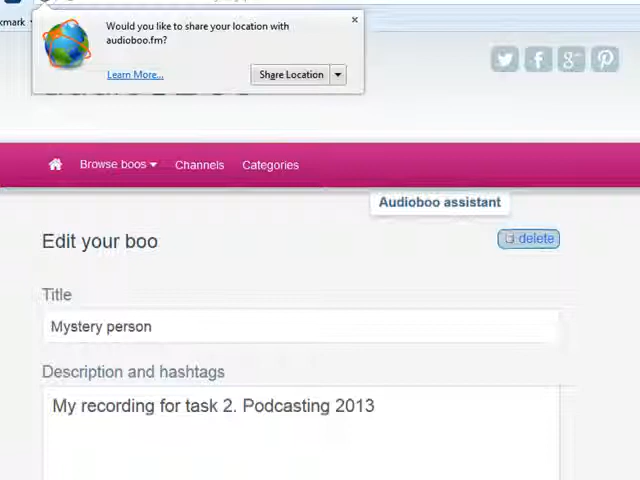 kmark
Would you like to share your location with
audioboo.fm?
Learn More...
Share Location
Browse boos
Channels
Categories
Audioboo assistant
Edit your boo
delete
Title
Mystery person
Description and hashtags
My recording for task 2. Podcasting 2013